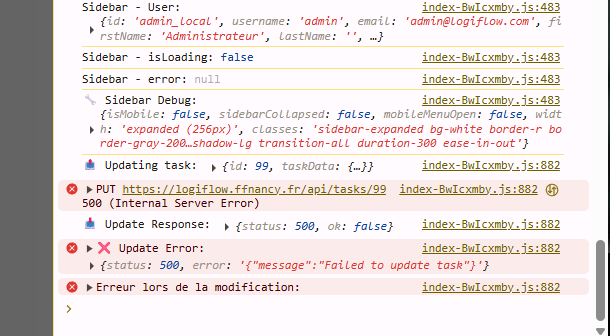 Sidebar - User: index-BwIcxmby.js:483
{id: 'admin_local', username: 'admin', email: 'admin@logiflow.com', fi
rstName: 'Administrateur', lastName: '', …}
Sidebar - isLoading: false index-BwIcxmby.js:483
Sidebar - error: null index-BwIcxmby.js:483
Sidebar Debug: index-BwIcxmby.js:483
{isMobile: false, sidebarCollapsed: false, mobileMenuOpen: false, widt
h: 'expanded (256px)', classes: 'sidebar-expanded bg-white border-r bo
rder-gray-200…shadow-lg transition-all duration-300 ease-in-out'}
Updating task: {id: 99, taskData: {…}} index-BwIcxmby.js:882
PUT https://logiflow.ffnancy.fr/api/tasks/99 index-BwIcxmby.js:882
500 (Internal Server Error)
Update Response: {status: 500, ok: false} index-BwIcxmby.js:882
Update Error: index-BwIcxmby.js:882
{status: 500, error: '{"message":"Failed to update task"}'}
Erreur lors de la modification: index-BwIcxmby.js:882